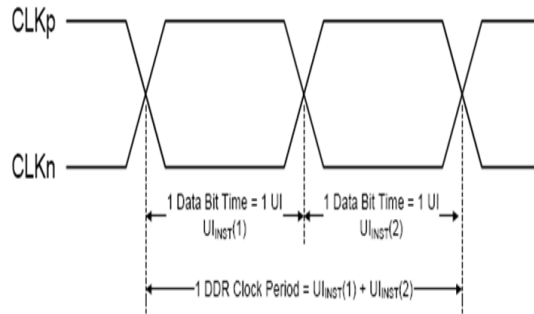 CLKp
CLKn
1 Data Bit Time = 1 UI
UIINST(1)
1 Data Bit Time = 1 UI
UIINST(2)
1 DDR Clock Period = UIINST(1) + UIINST(2)